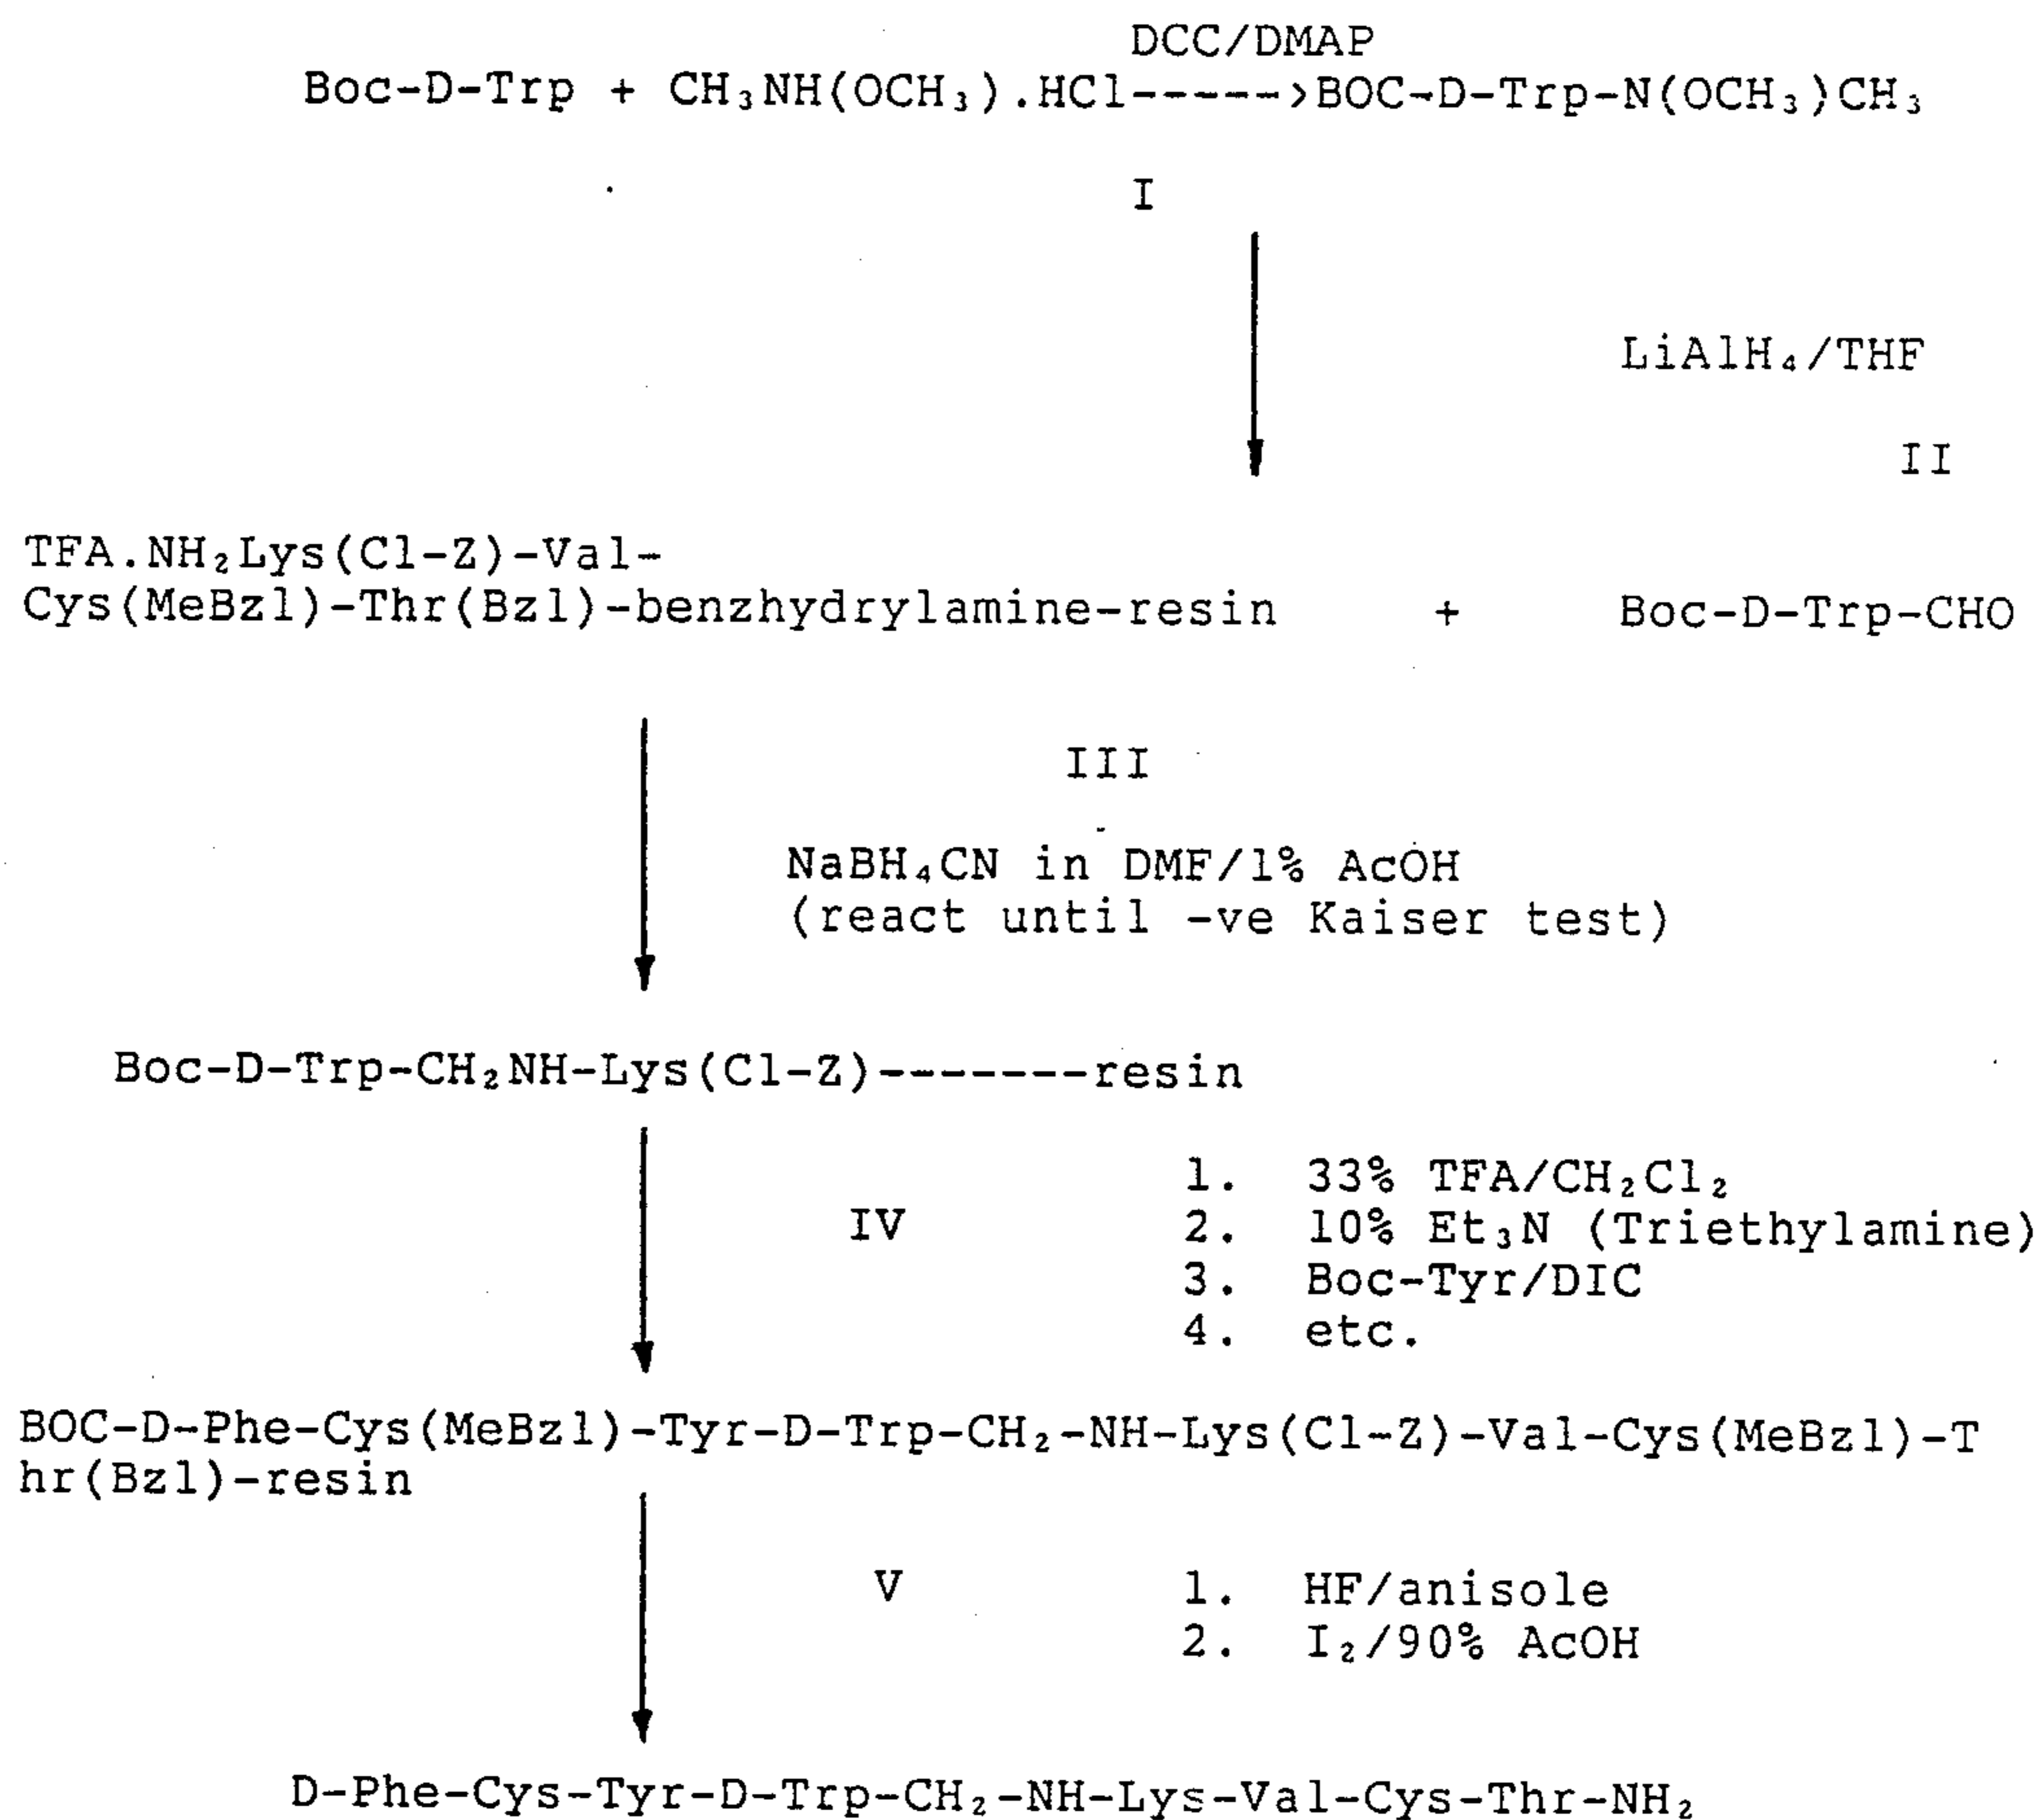 DCC/DMAP
Boc-D-Trp + CH₃NH(OCH₃).HCl----->BOC-D-Trp-N(OCH₃)CH₃
I
LiAlH₄/THF
II
TFA.NH₂Lys(Cl-Z)-Val-
Cys(MeBzl)-Thr(Bzl)-benzhydrylamine-resin + Boc-D-Trp-CHO
III
NaBH₄CN in DMF/1% AcOH
(react until -ve Kaiser test)
Boc-D-Trp-CH₂NH-Lys(Cl-Z)-------resin
1. 33% TFA/CH₂Cl₂
IV 2. 10% Et₃N (Triethylamine)
3. Boc-Tyr/DIC
4. etc.
BOC-D-Phe-Cys(MeBzl)-Tyr-D-Trp-CH₂-NH-Lys(Cl-Z)-Val-Cys(MeBzl)-T
hr(Bzl)-resin
V 1. HF/anisole
2. I₂/90% AcOH
D-Phe-Cys-Tyr-D-Trp-CH₂-NH-Lys-Val-Cys-Thr-NH₂